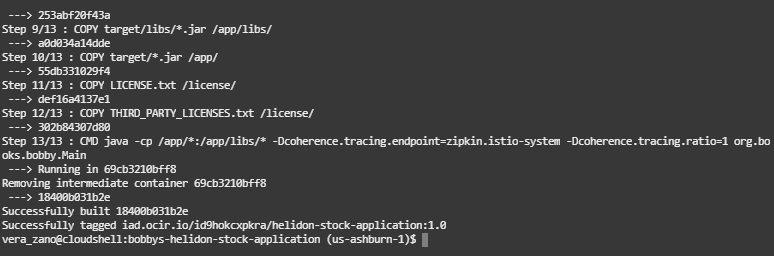 ---> 253abf20f43a
Step 9/13 : COPY target/libs/*.jar /app/libs/
---> a0d034a14dde
Step 10/13 : COPY target/*.jar /app/
---> 55db331029f4
Step 11/13 : COPY LICENSE.txt /license/
---> def16a4137e1
Step 12/13 : COPY THIRD_PARTY_LICENSES.txt /license/
---> 302b84307d80
Step 13/13 : CMD java -cp /app/*:/app/libs/* -Dcoherence.tracing.endpoint=zipkin.istio-system -Dcoherence.tracing.ratio=1 org.bo
oks.bobby.Main
---> Running in 69cb3210bff8
Removing intermediate container 69cb3210bff8
---> 18400b031b2e
Successfully built 18400b031b2e
Successfully tagged iad.ocir.io/id9hokcxpkra/helidon-stock-application:1.0
vera_zano@cloudshell:bobbys-helidon-stock-application (us-ashburn-1)$